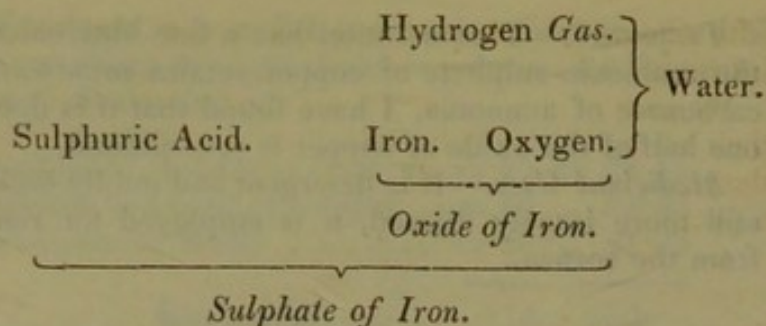 Hydrogen Gas.
Water.
Sulphuric Acid. Iron. Oxygen.
Oxide of Iron.
Sulphate of Iron.